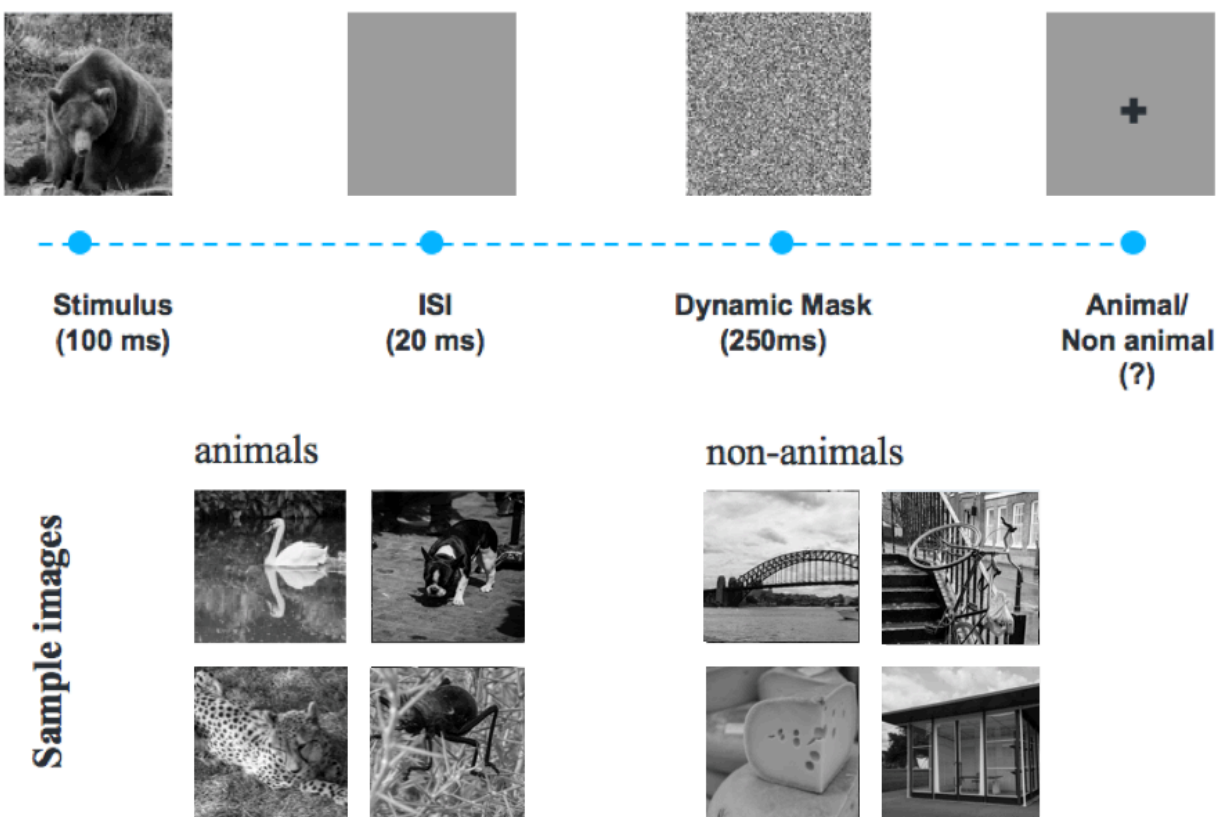 Stimulus
(100 ms)
ISI
(20 ms)
Dynamic Mask
(250ms)
Animal/
Non animal
(?)
animals
non-animals
Sample images